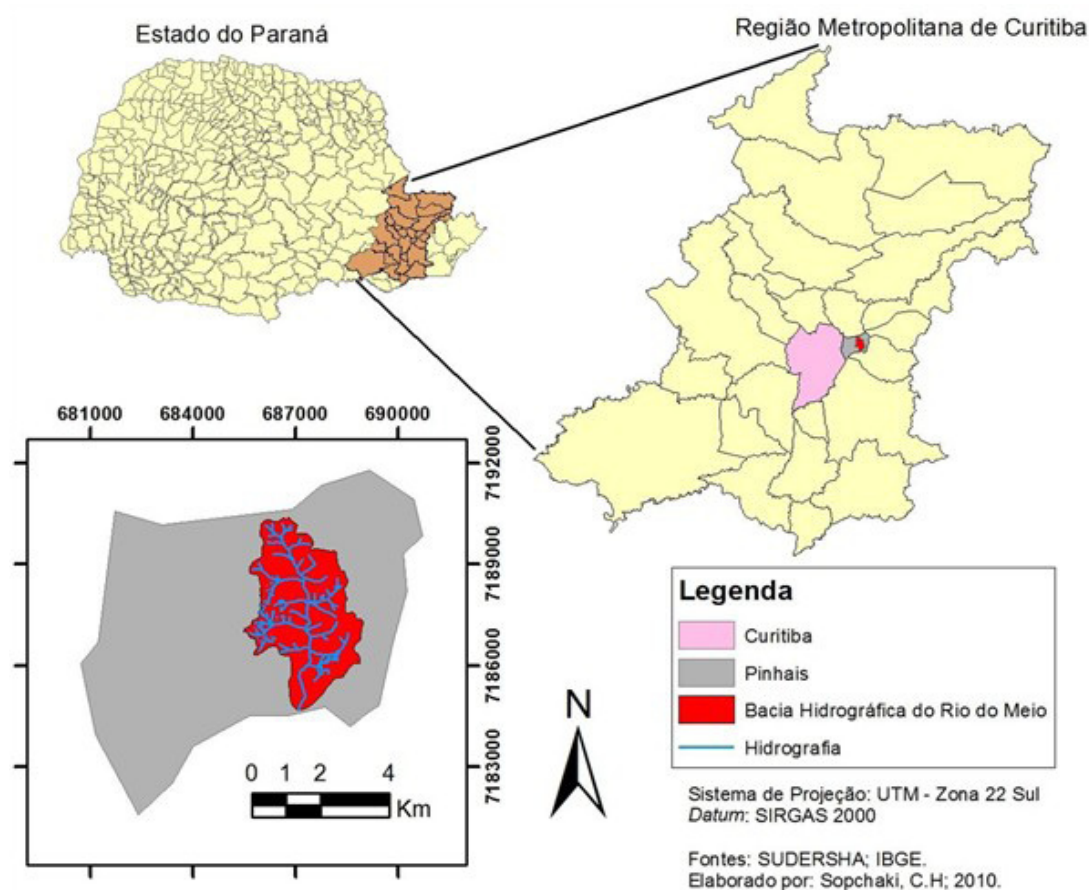 Estado do Paraná
Região Metropolitana de Curitiba
681000 684000 687000 690000
7192000
7189000
7186000
7183000
0 1 2 4
Km
N
Legenda
Curitiba
Pinhais
Bacia Hidrográfica do Rio do Meio
Hidrografia
Sistema de Projeção: UTM - Zona 22 Sul
Datum: SIRGAS 2000
Fontes: SUDERSHA; IBGE.
Elaborado por: Sopchaki, C.H; 2010.